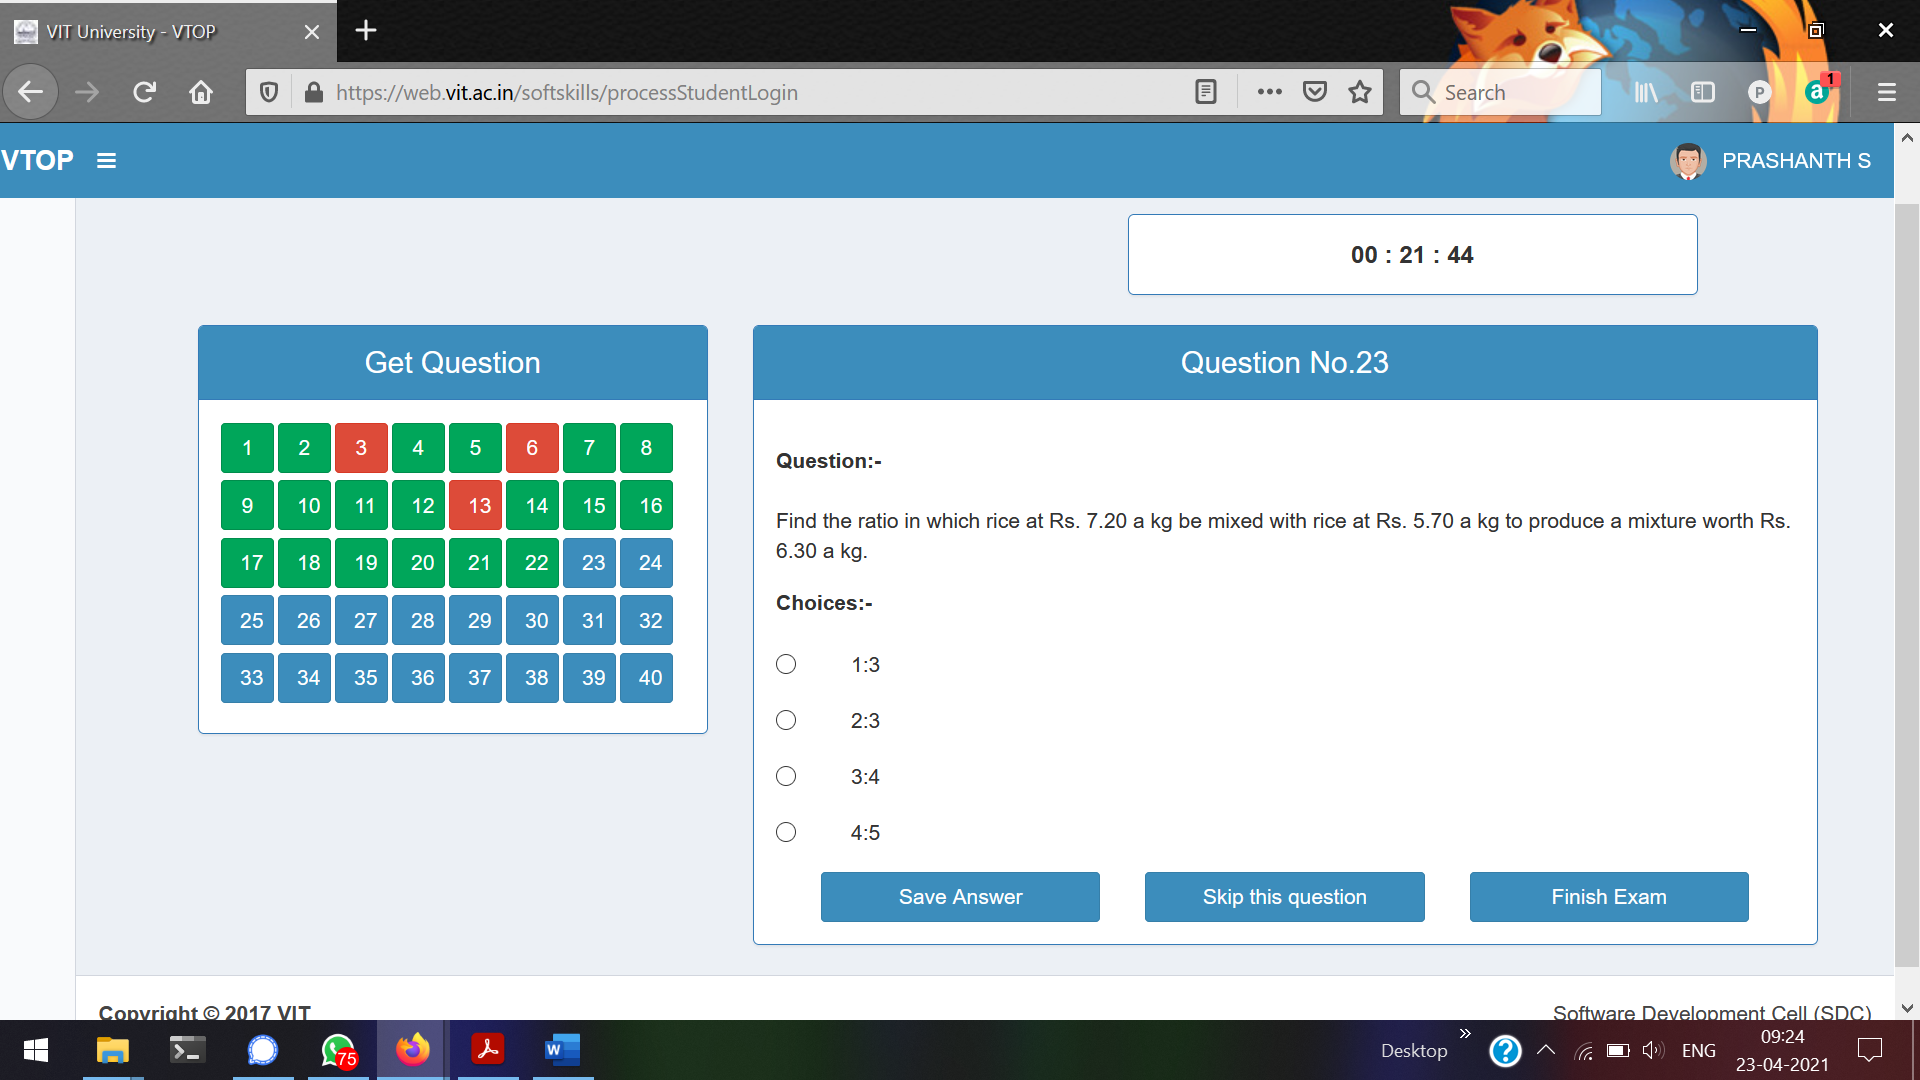 VIT University - VTOP
https://web.vit.ac.in/softskills/processStudentLogin
Search
P
a
1
VTOP
PRASHANTH S
00 : 21 : 44
Get Question
1 2 3 4 5 6 7 8
9 10 11 12 13 14 15 16
17 18 19 20 21 22 23 24
25 26 27 28 29 30 31 32
33 34 35 36 37 38 39 40
Question No.23
Question:-
Find the ratio in which rice at Rs. 7.20 a kg be mixed with rice at Rs. 5.70 a kg to produce a mixture worth Rs.
6.30 a kg.
Choices:-
1:3
2:3
3:4
4:5
Save Answer Skip this question Finish Exam
Copyright © 2017 VIT
Software Development Cell (SDC)
75
W
Desktop
ENG
09:24
23-04-2021